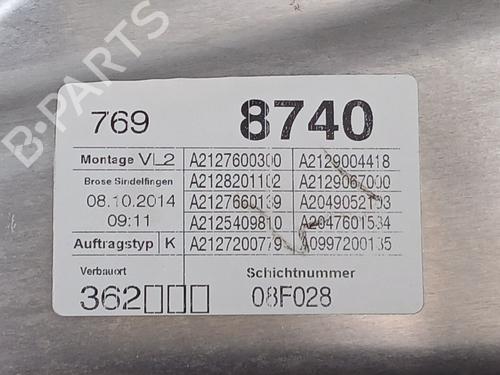 B-PARTS
769 8740
Montage VL2 A2127600300 A2129004418
Brose Sindelfingen A2128201102 A2129067000
08.10.2014 A2127660139 A2049052103
09:11 A2125409810 A2047601534
Auftragstyp K A2127200779 A0997200135
Verbauort Schichtnummer
362□□□ 08F028